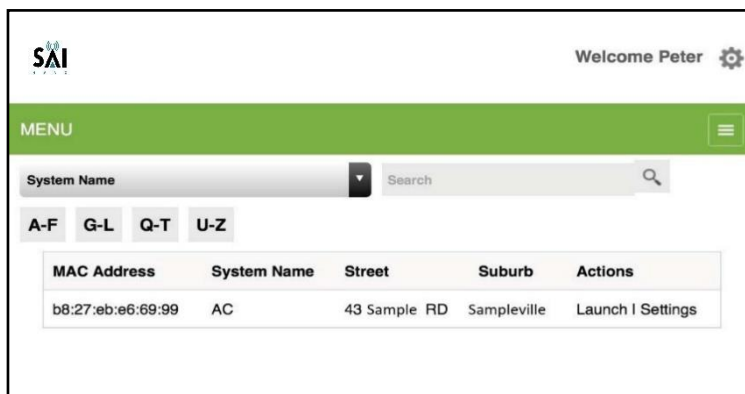 SAI
Welcome Peter
MENU
System Name
Search
A-F G-L Q-T U-Z
MAC Address System Name Street Suburb Actions
b8:27:eb:e6:69:99 AC 43 Sample RD Sampleville Launch I Settings